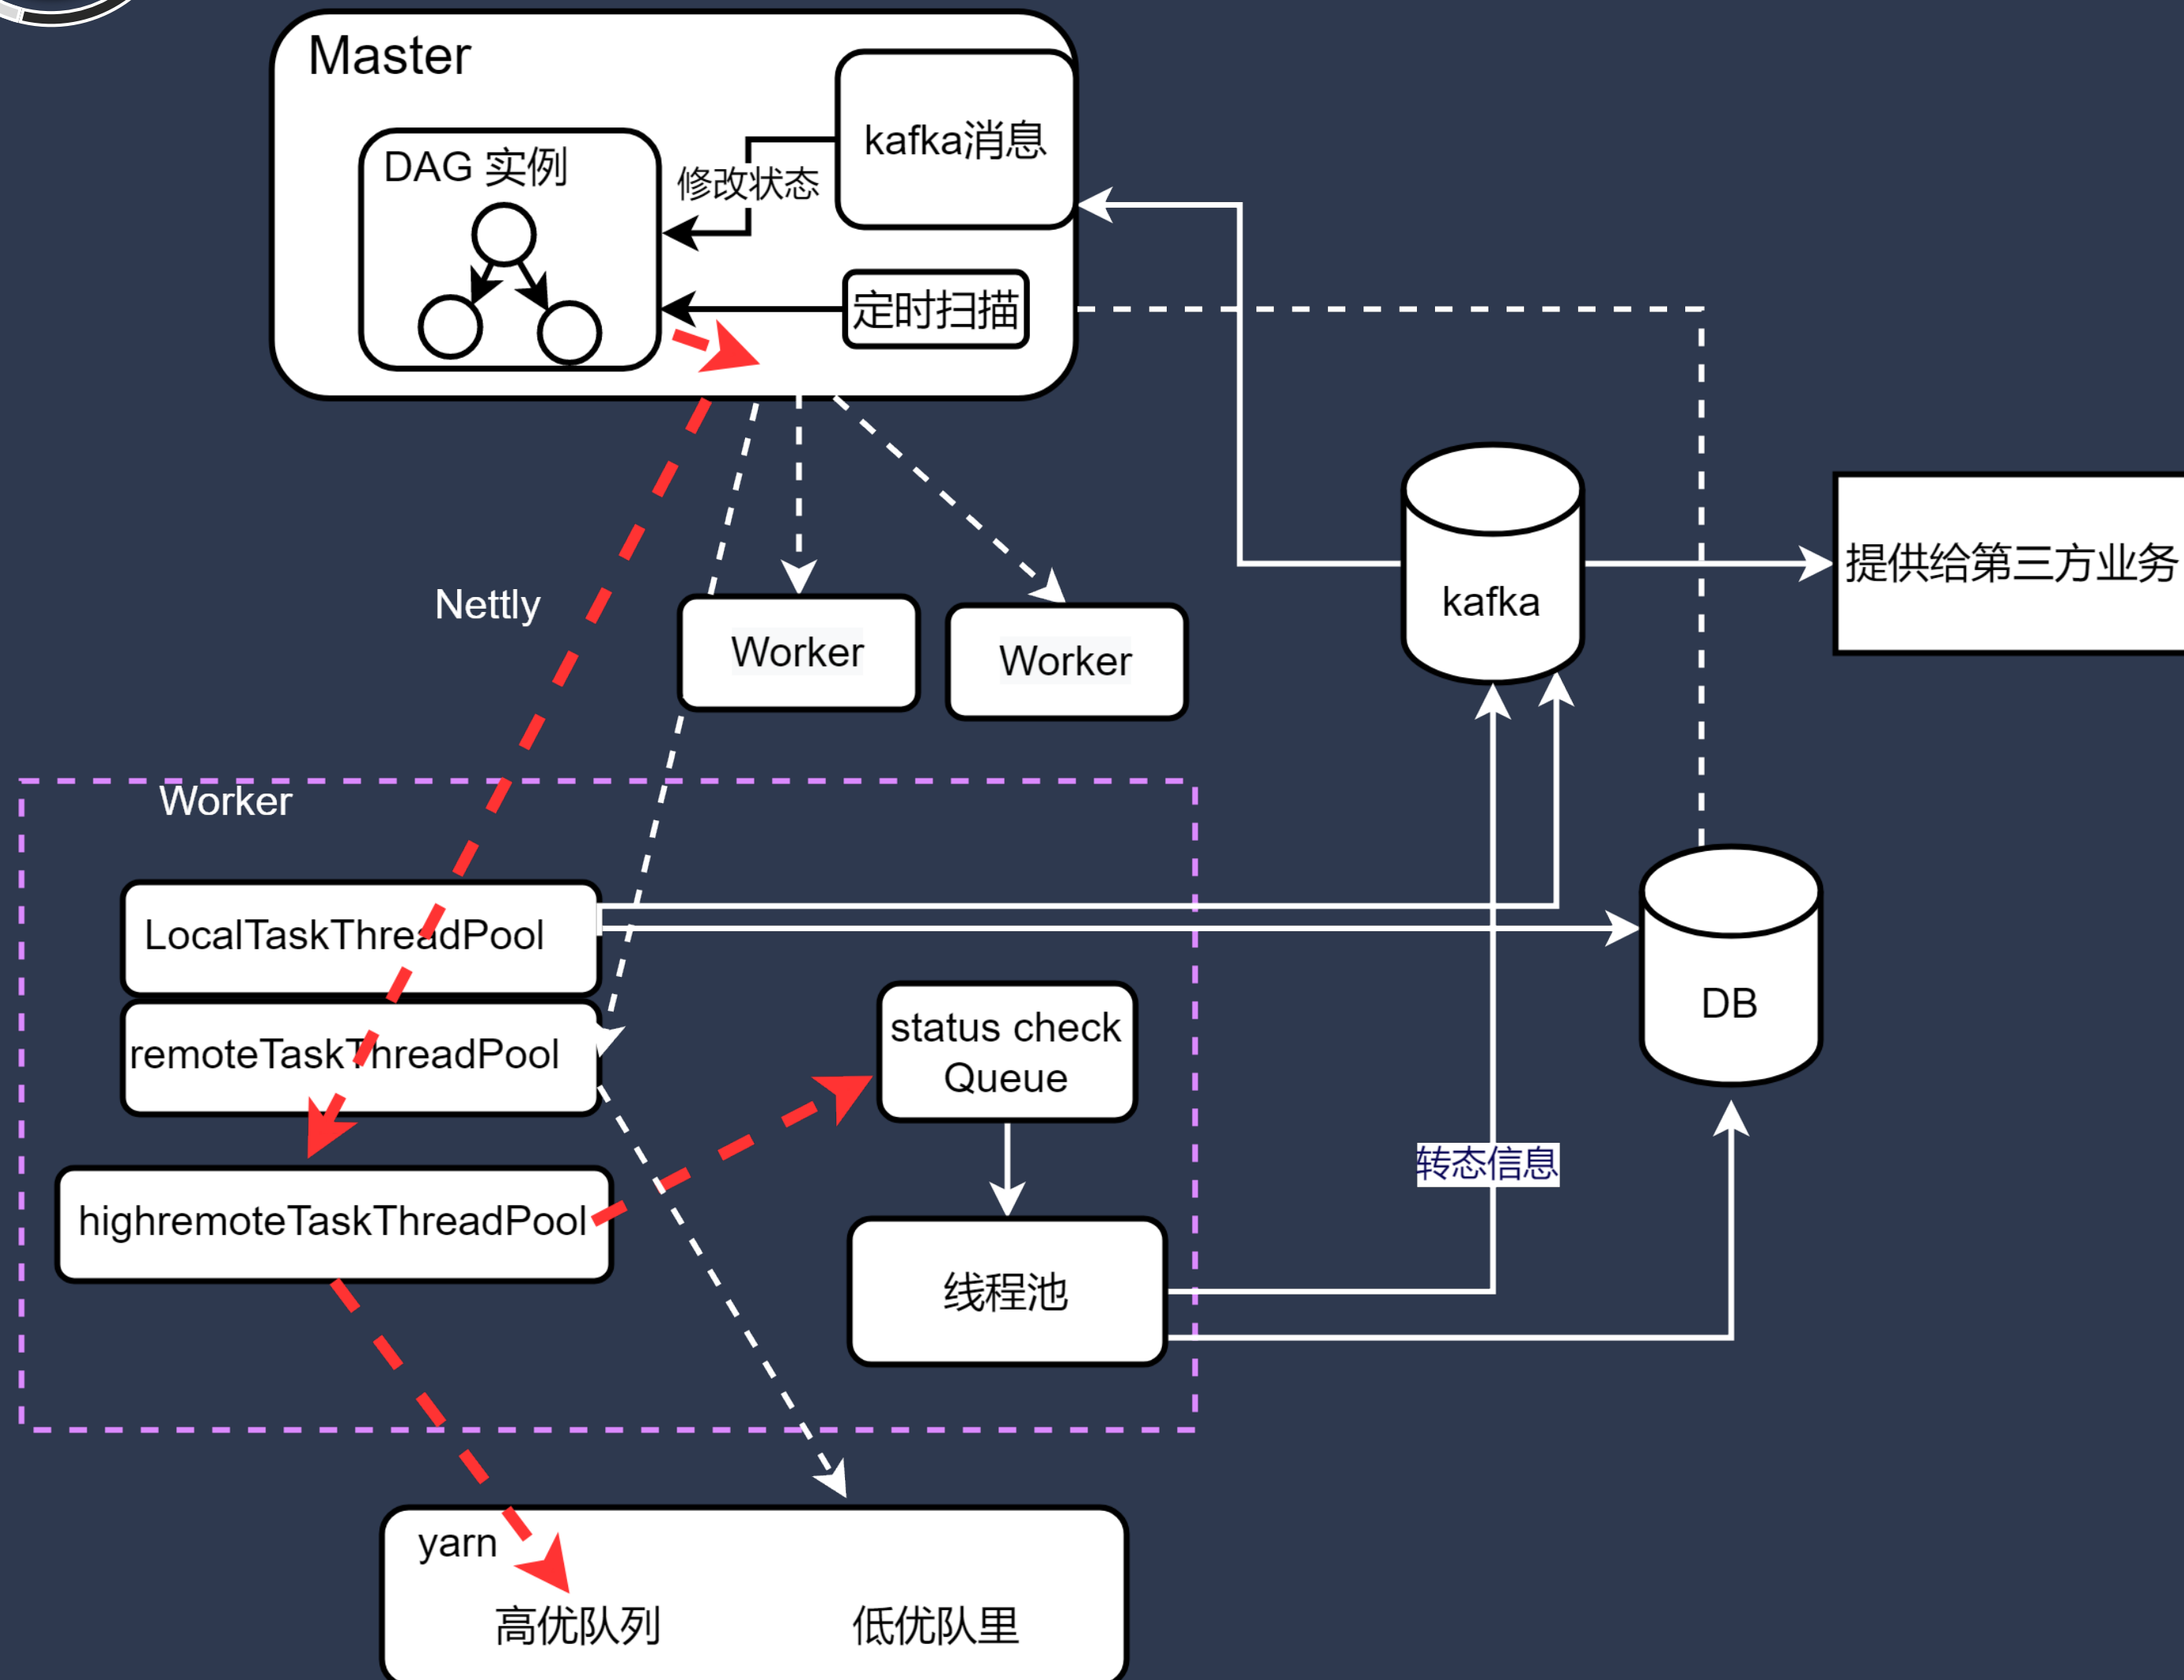 Master
kafka消息
DAG 实例
修改状态
定时扫描
kafka
提供给第三方业务
Nettly
Worker
Worker
Worker
LocalTaskThreadPool
remoteTaskThreadPool
status check
Queue
DB
转态信息
highremoteTaskThreadPool
线程池
yarn
高优队列
低优队里